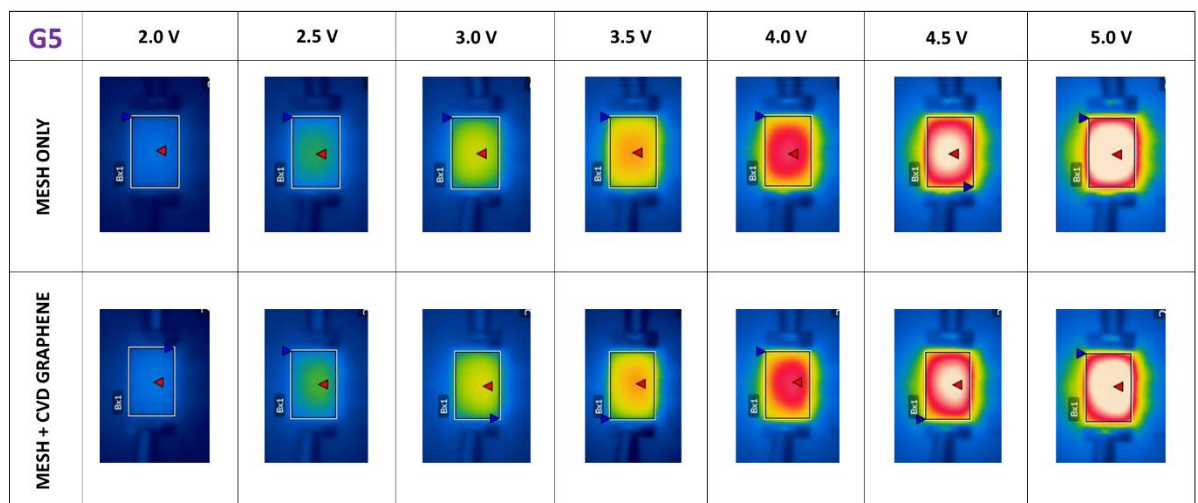 G5 2.0 V 2.5 V 3.0 V 3.5 V 4.0 V 4.5 V 5.0 V
MESH ONLY
Bx1 Bx1 Bx1 Bx1 Bx1 Bx1 Bx1
MESH + CVD GRAPHENE
Bx1 Bx1 Bx1 Bx1 Bx1 Bx1 Bx1